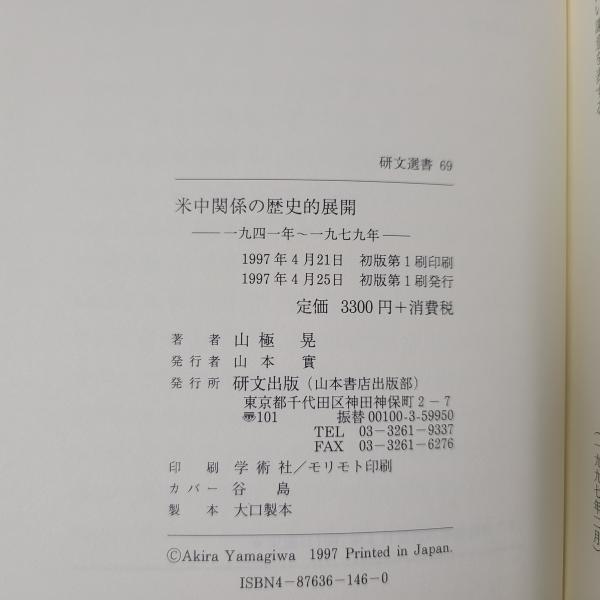 研文選書 69
米中関係の歴史的展開
——一九四一年〜一九七九年——
1997年4月21日 初版第1刷印刷
1997年4月25日 初版第1刷発行
定価 3300円+消費税
著者 山極 晃
発行者 山本 實
発行所 研文出版(山本書店出版部)
東京都千代田区神田神保町2-7
〠101 振替00100-3-59950
TEL 03-3261-9337
FAX 03-3261-6276
印刷 学術社/モリモト印刷
カバー 谷島
製本 大口製本
©Akira Yamagiwa 1997 Printed in Japan.
ISBN4-87636-146-0